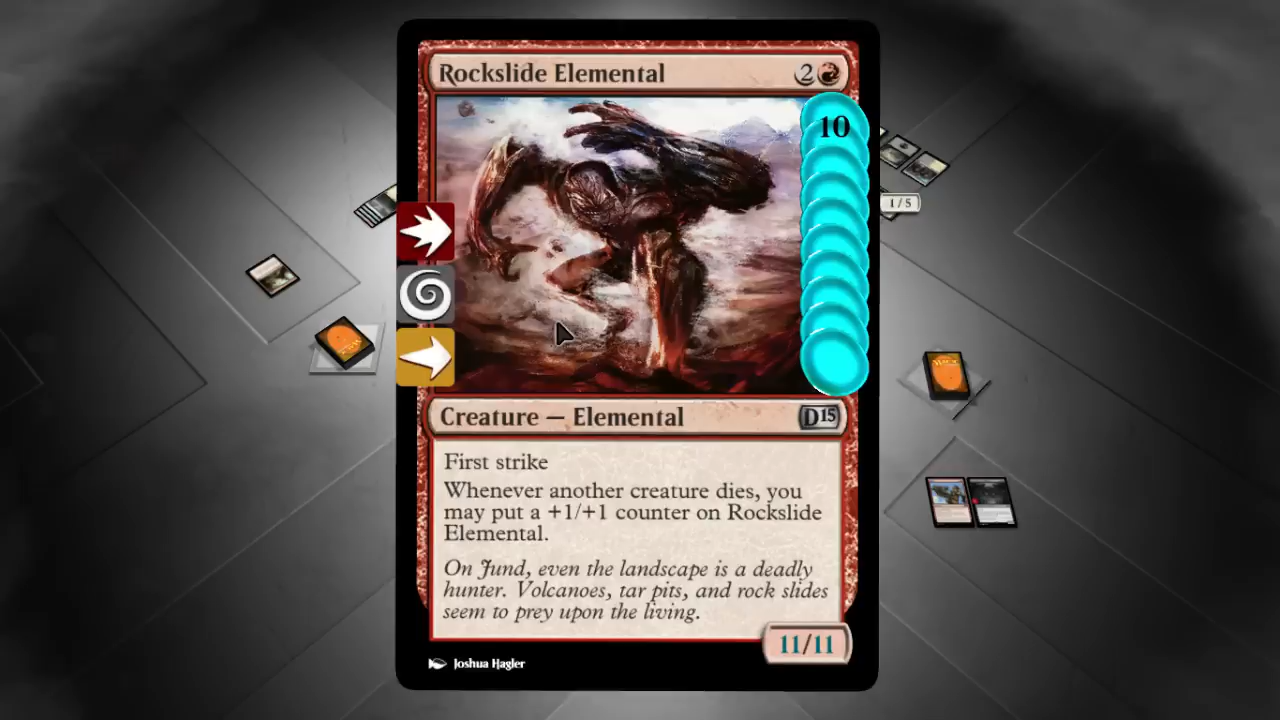 Rockslide Elemental 2
10
1/5
Creature — Elemental D15
First strike
Whenever another creature dies, you
may put a +1/+1 counter on Rockslide
Elemental.
On Jund, even the landscape is a deadly
hunter. Volcanoes, tar pits, and rock slides
seem to prey upon the living.
11/11
Joshua Hagler